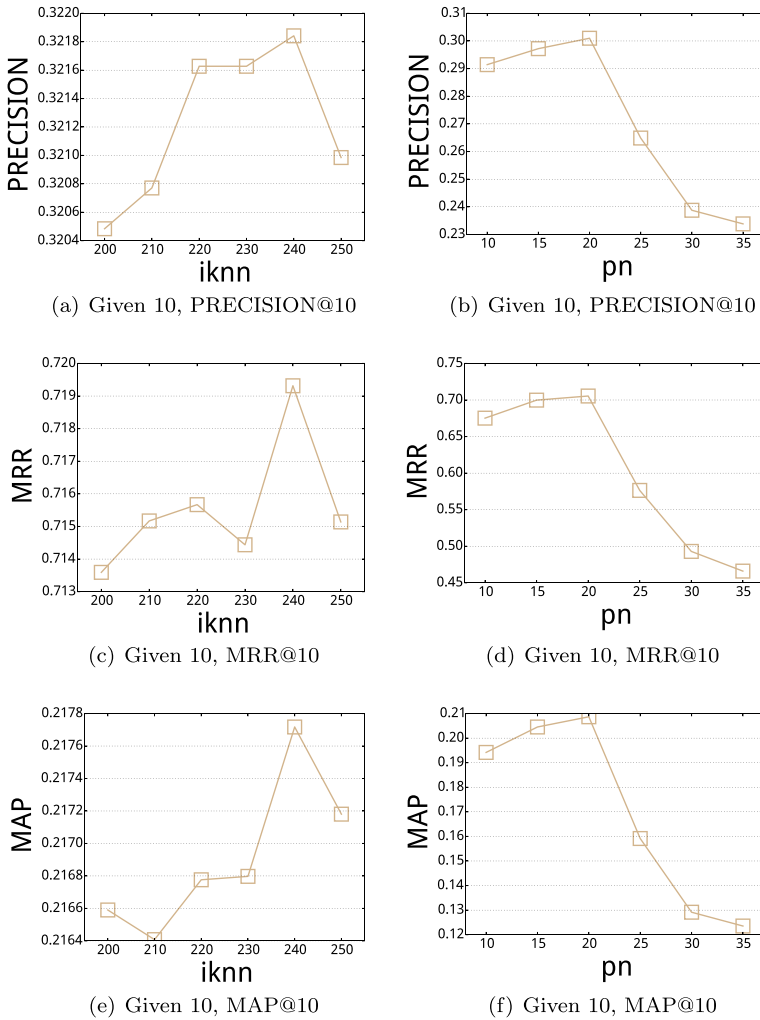 0.3220
0.3218
0.3216
0.3214
0.3212
0.3210
0.3208
0.3206
0.3204
PRECISION
200 210 220 230 240 250
iknn
(a) Given 10, PRECISION@10
0.31
0.30
0.29
0.28
0.27
0.26
0.25
0.24
0.23
PRECISION
10 15 20 25 30 35
pn
(b) Given 10, PRECISION@10
0.720
0.719
0.718
0.717
0.716
0.715
0.714
0.713
MRR
200 210 220 230 240 250
iknn
(c) Given 10, MRR@10
0.75
0.70
0.65
0.60
0.55
0.50
0.45
MRR
10 15 20 25 30 35
pn
(d) Given 10, MRR@10
0.2178
0.2176
0.2174
0.2172
0.2170
0.2168
0.2166
0.2164
MAP
200 210 220 230 240 250
iknn
(e) Given 10, MAP@10
0.21
0.20
0.19
0.18
0.17
0.16
0.15
0.14
0.13
0.12
MAP
10 15 20 25 30 35
pn
(f) Given 10, MAP@10